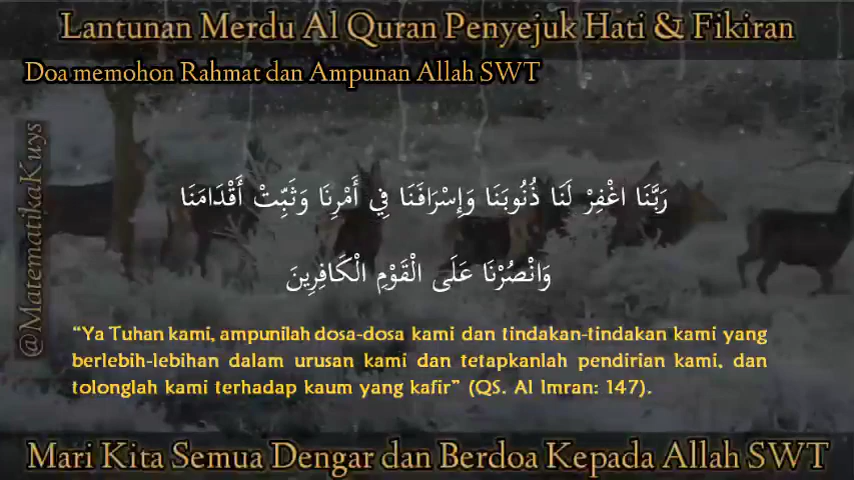 Lantunan Merdu Al Quran Penyejuk Hati & Fikiran
Doa memohon Rahmat dan Ampunan Allah SWT
@MatematikaKuys
رَبَّنَا اغْفِرْ لَنَا ذُنُوبَنَا وَإِسْرَافَنَا فِي أَمْرِنَا وَثَبِّتْ أَقْدَامَنَا
وَانْصُرْنَا عَلَى الْقَوْمِ الْكَافِرِينَ
“Ya Tuhan kami, ampunilah dosa-dosa kami dan tindakan-tindakan kami yang
berlebih-lebihan dalam urusan kami dan tetapkanlah pendirian kami, dan
tolonglah kami terhadap kaum yang kafir” (QS. Al Imran: 147).
Mari Kita Semua Dengar dan Berdoa Kepada Allah SWT